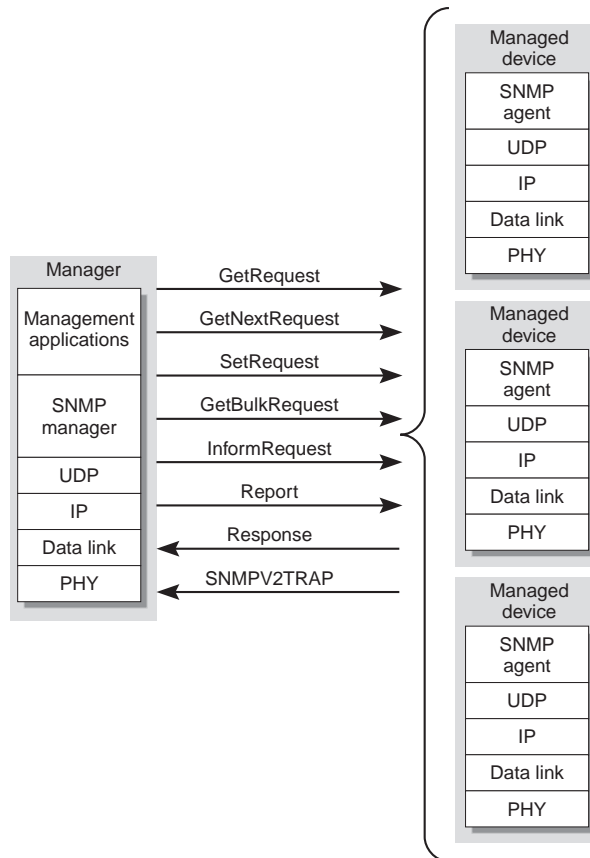 Manager
Management
applications
SNMP
manager
UDP
IP
Data link
PHY
GetRequest
GetNextRequest
SetRequest
GetBulkRequest
InformRequest
Report
Response
SNMPV2TRAP
Managed
device
SNMP
agent
UDP
IP
Data link
PHY
Managed
device
SNMP
agent
UDP
IP
Data link
PHY
Managed
device
SNMP
agent
UDP
IP
Data link
PHY